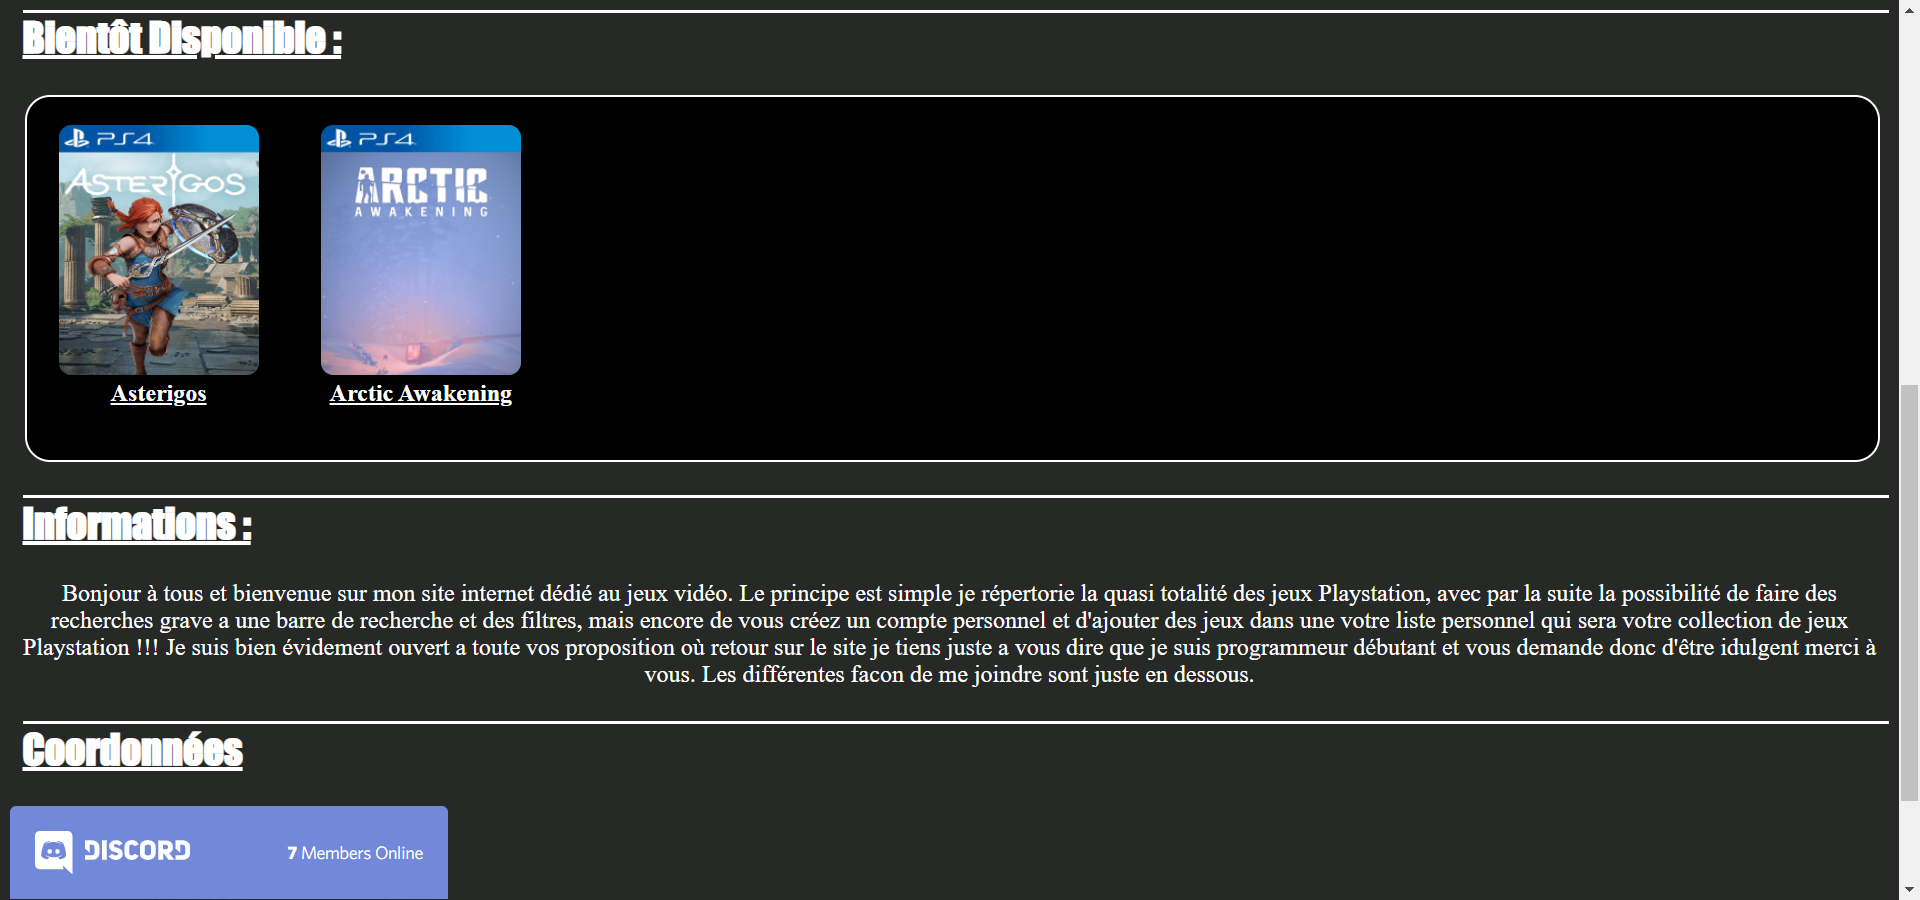 Bientôt Disponible :
PS4
PS4
ASTERIGOS
ARCTIC
AWAKENING
Asterigos
Arctic Awakening
Informations :
Bonjour à tous et bienvenue sur mon site internet dédié au jeux vidéo. Le principe est simple je répertorie la quasi totalité des jeux Playstation, avec par la suite la possibilité de faire des
recherches grave a une barre de recherche et des filtres, mais encore de vous créez un compte personnel et d'ajouter des jeux dans une votre liste personnel qui sera votre collection de jeux
Playstation !!! Je suis bien évidement ouvert a toute vos proposition où retour sur le site je tiens juste a vous dire que je suis programmeur débutant et vous demande donc d'être idulgent merci à
vous. Les différentes facon de me joindre sont juste en dessous.
Coordonnées
DISCORD
7 Members Online